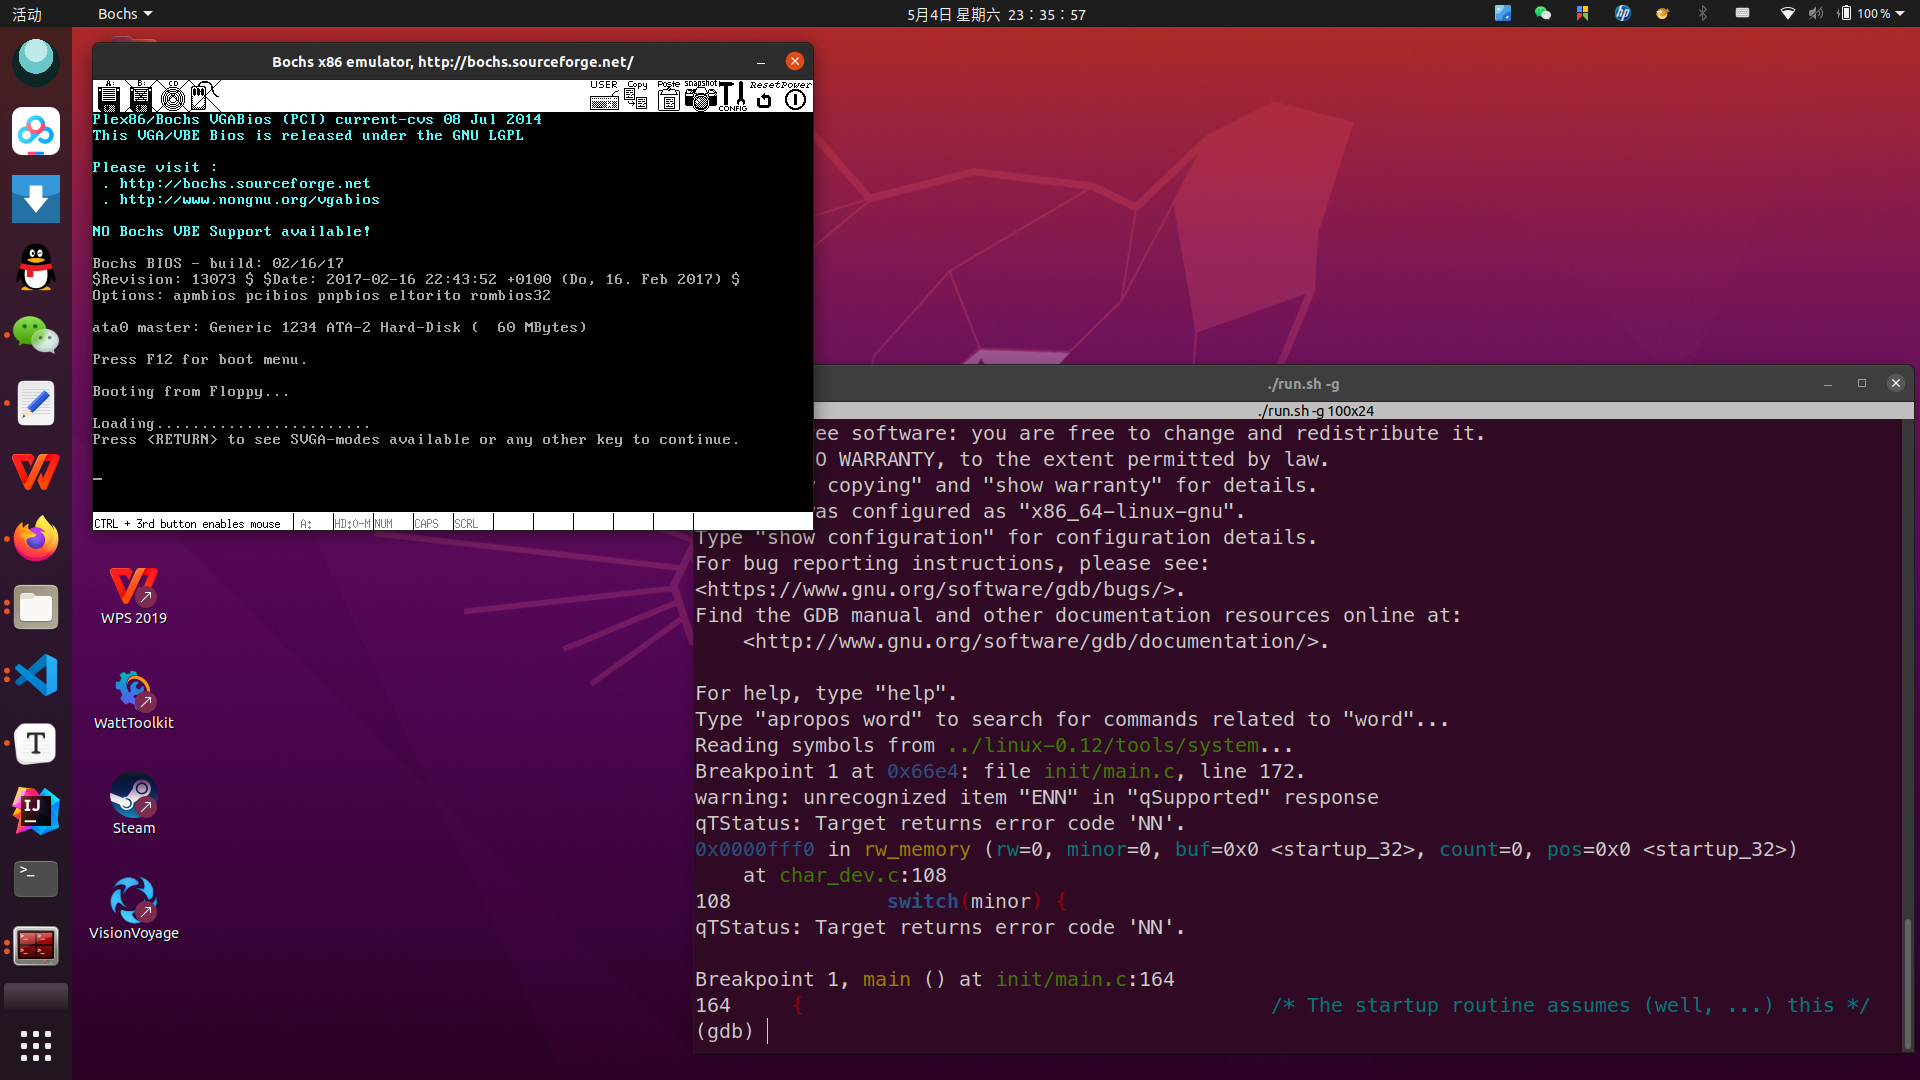 活动
Bochs
5月4日 星期六 23：35：57
100 %
Bochs x86 emulator, http://bochs.sourceforge.net/
A:
B:
CD
USER
Copy
Paste
snapshot
CONFIG
Reset
Power
Plex86/Bochs VGABios (PCI) current-cvs 08 Jul 2014
This VGA/VBE Bios is released under the GNU LGPL
Please visit :
. http://bochs.sourceforge.net
. http://www.nongnu.org/vgabios
NO Bochs VBE Support available!
Bochs BIOS - build: 02/16/17
$Revision: 13073 $ $Date: 2017-02-16 22:43:52 +0100 (Do, 16. Feb 2017) $
Options: apmbios pcibios pnpbios eltorito rombios32
ata0 master: Generic 1234 ATA-2 Hard-Disk (  60 MBytes)
Press F12 for boot menu.
Booting from Floppy...
Loading........................
Press <RETURN> to see SVGA-modes available or any other key to continue.
CTRL + 3rd button enables mouse
A:
HD:0-M
NUM
CAPS
SCRL
./run.sh -g
./run.sh -g 100x24
ee software: you are free to change and redistribute it.
O WARRANTY, to the extent permitted by law.
copying" and "show warranty" for details.
as configured as "x86_64-linux-gnu".
Type "show configuration" for configuration details.
For bug reporting instructions, please see:
<https://www.gnu.org/software/gdb/bugs/>.
Find the GDB manual and other documentation resources online at:
    <http://www.gnu.org/software/gdb/documentation/>.
For help, type "help".
Type "apropos word" to search for commands related to "word"...
Reading symbols from ../linux-0.12/tools/system...
Breakpoint 1 at 0x66e4: file init/main.c, line 172.
warning: unrecognized item "ENN" in "qSupported" response
qTStatus: Target returns error code 'NN'.
0x0000fff0 in rw_memory (rw=0, minor=0, buf=0x0 <startup_32>, count=0, pos=0x0 <startup_32>)
    at char_dev.c:108
108             switch(minor) {
qTStatus: Target returns error code 'NN'.
Breakpoint 1, main () at init/main.c:164
164     {                                       /* The startup routine assumes (well, ...) this */
(gdb)
WPS 2019
WattToolkit
Steam
VisionVoyage